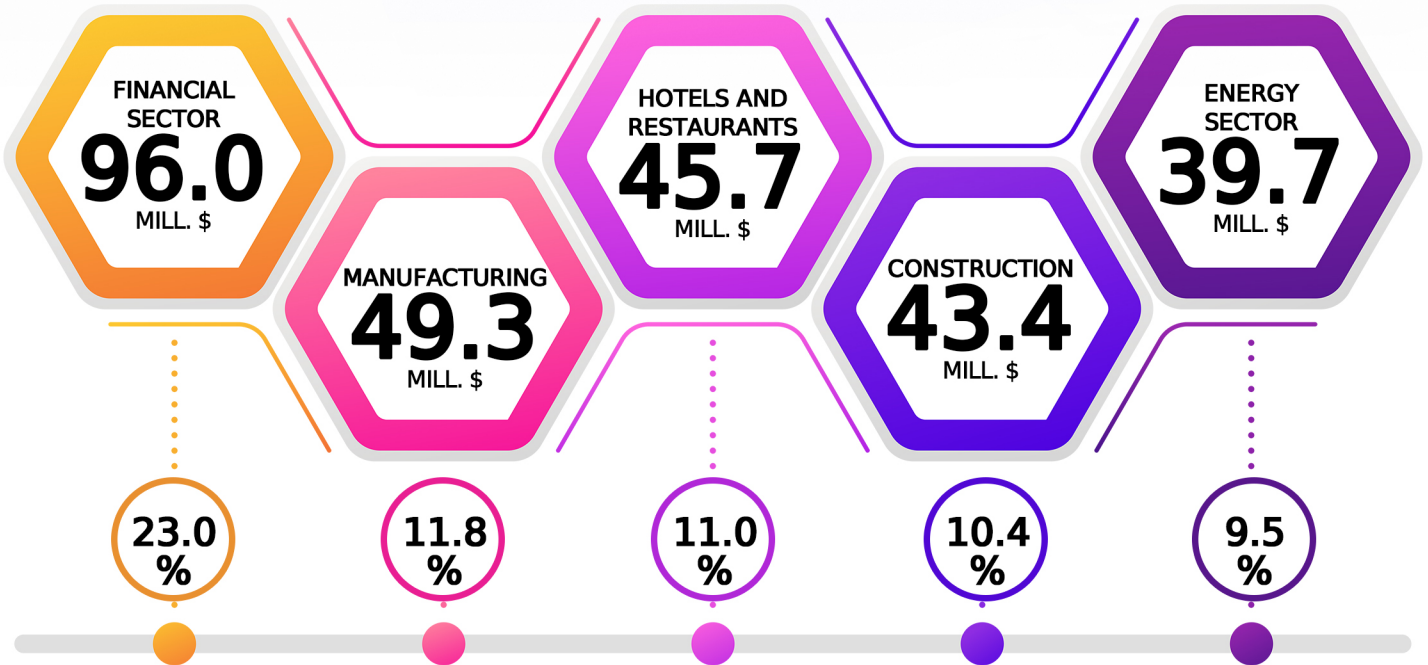 FINANCIAL
SECTOR
96.0
MILL. $
MANUFACTURING
49.3
MILL. $
HOTELS AND
RESTAURANTS
45.7
MILL. $
CONSTRUCTION
43.4
MILL. $
ENERGY
SECTOR
39.7
MILL. $
23.0
%
11.8
%
11.0
%
10.4
%
9.5
%